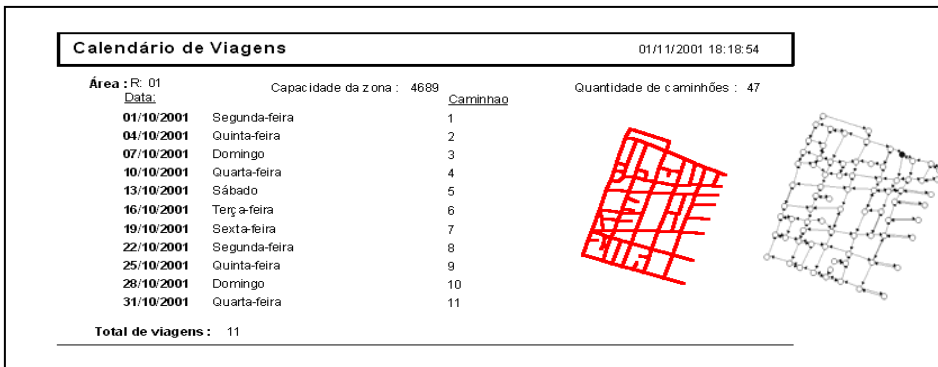 Calendário de Viagens 01/11/2001 18:18:54
Área : R: 01 Capacidade da zona : 4689 Quantidade de caminhões : 47
Data: Caminhao
01/10/2001 Segunda-feira 1
04/10/2001 Quinta-feira 2
07/10/2001 Domingo 3
10/10/2001 Quarta-feira 4
13/10/2001 Sábado 5
16/10/2001 Terça-feira 6
19/10/2001 Sexta-feira 7
22/10/2001 Segunda-feira 8
25/10/2001 Quinta-feira 9
28/10/2001 Domingo 10
31/10/2001 Quarta-feira 11
Total de viagens : 11